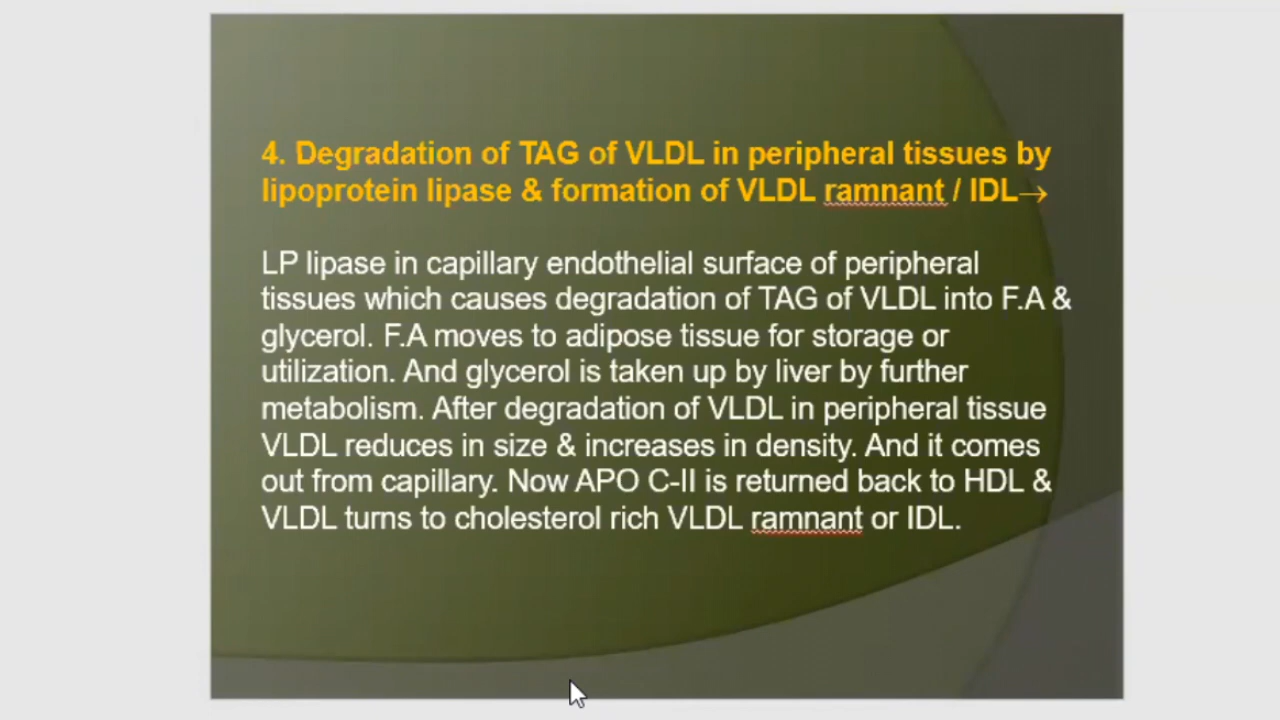 4. Degradation of TAG of VLDL in peripheral tissues by
lipoprotein lipase & formation of VLDL ramnant / IDL→
LP lipase in capillary endothelial surface of peripheral
tissues which causes degradation of TAG of VLDL into F.A &
glycerol. F.A moves to adipose tissue for storage or
utilization. And glycerol is taken up by liver by further
metabolism. After degradation of VLDL in peripheral tissue
VLDL reduces in size & increases in density. And it comes
out from capillary. Now APO C-II is returned back to HDL &
VLDL turns to cholesterol rich VLDL ramnant or IDL.